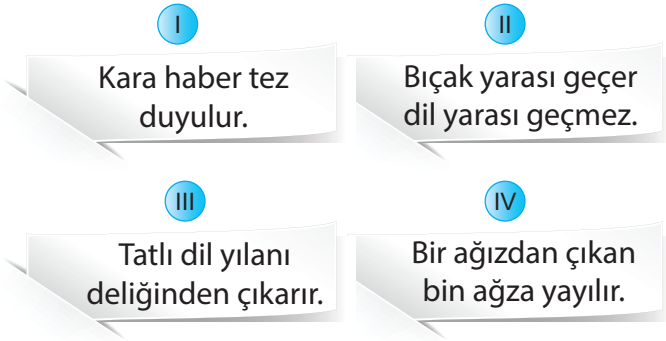 I
Kara haber tez
duyulur.
II
Bıçak yarası geçer
dil yarası geçmez.
III
Tatlı dil yılanı
deliğinden çıkarır.
IV
Bir ağızdan çıkan
bin ağza yayılır.